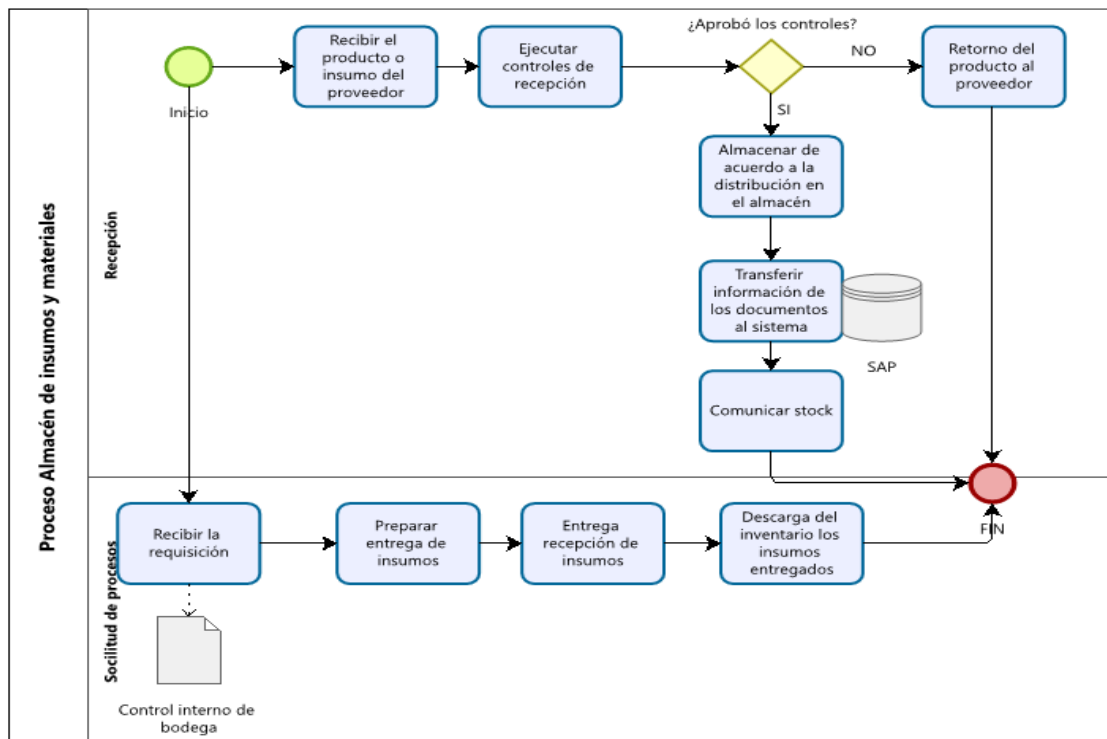 Proceso Almacén de insumos y materiales
Recepción
Inicio
Recibir el
producto o
insumo del
proveedor
Ejecutar
controles de
recepción
¿Aprobó los controles?
NO
Retorno del
producto al
proveedor
SI
Almacenar de
acuerdo a la
distribución en
el almacén
Transferir
información de
los documentos
al sistema
SAP
Comunicar stock
Socilitud de procesos
Recibir la
requisición
Preparar
entrega de
insumos
Entrega
recepción de
insumos
Descarga del
inventario los
insumos
entregados
FIN
Control interno de
bodega